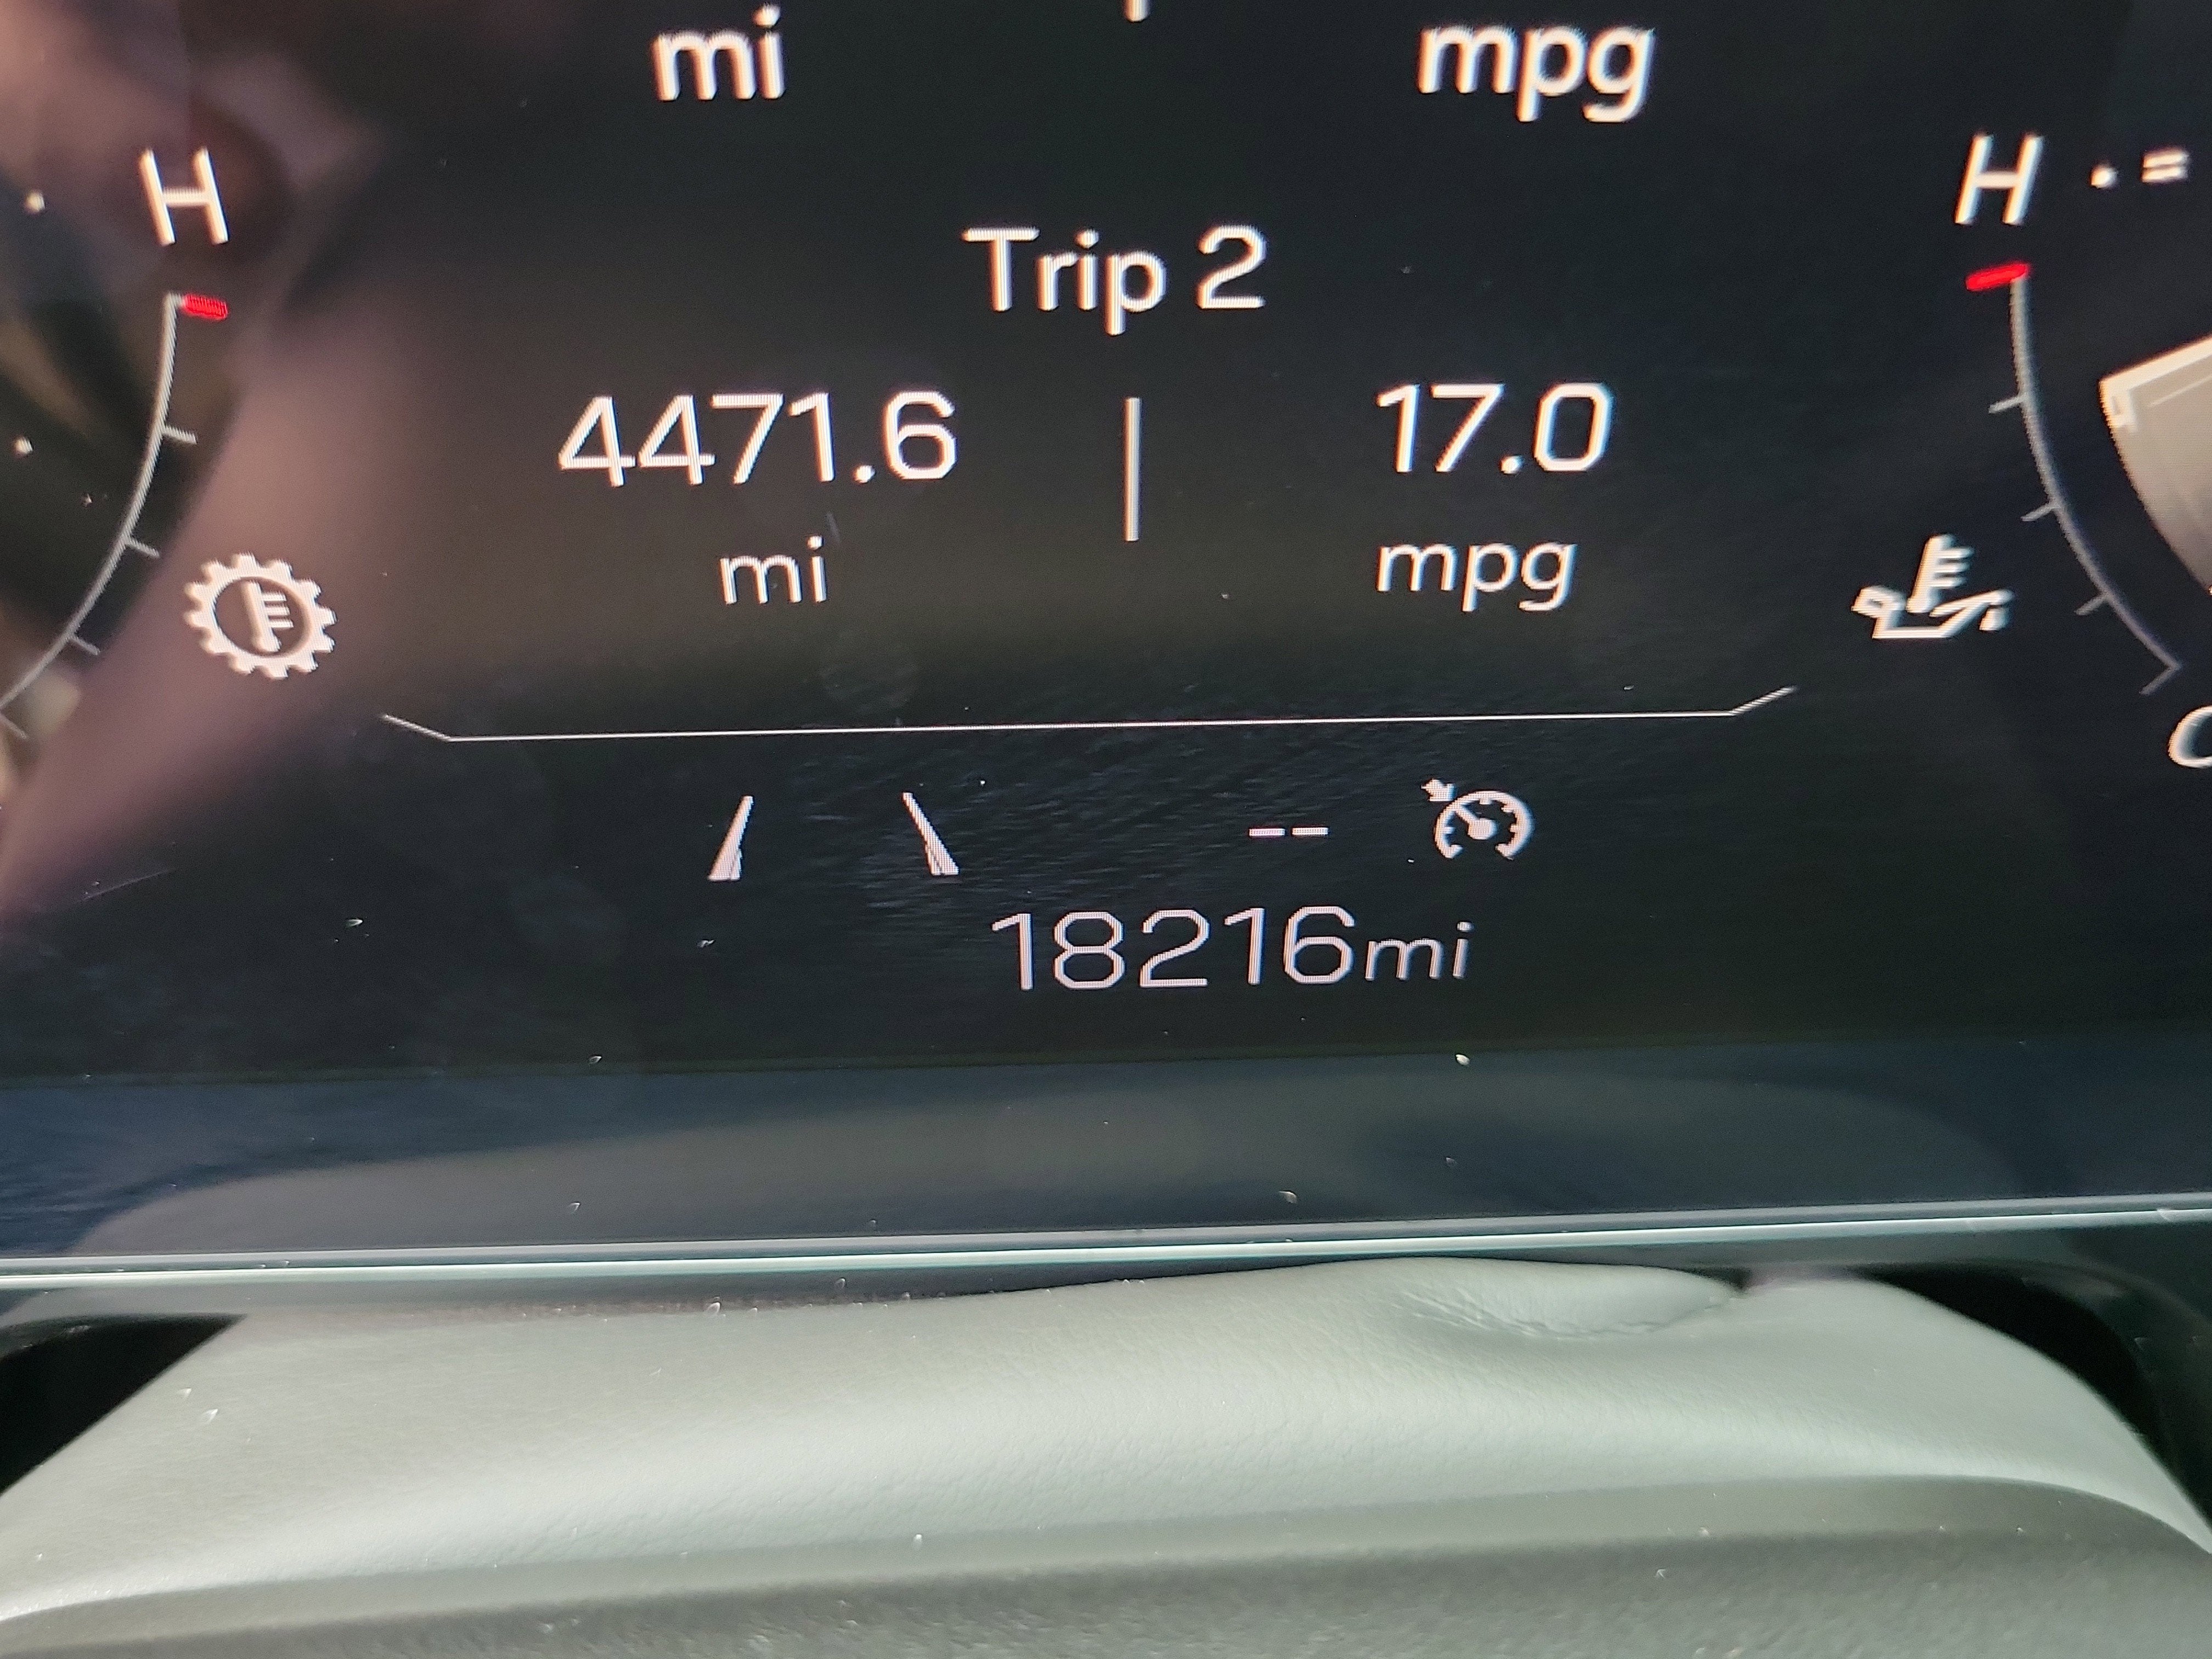 mi mpg
H H
Trip 2
4471.6 17.0
mi mpg
--
18216mi